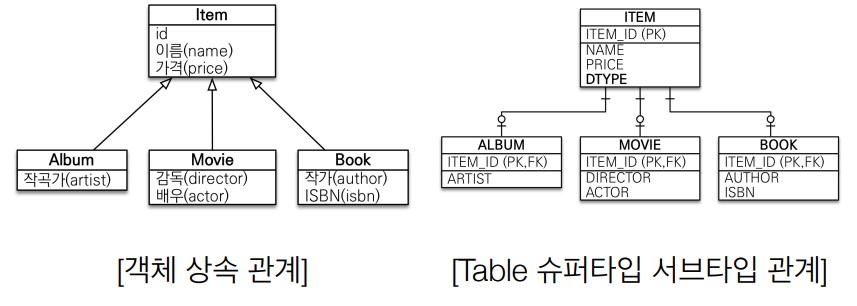 Item
id
이름(name)
가격(price)
Album
작곡가(artist)
Movie
감독(director)
배우(actor)
Book
작가(author)
ISBN(isbn)
[객체 상속 관계]
ITEM
ITEM_ID (PK)
NAME
PRICE
DTYPE
ALBUM
ITEM_ID (PK,FK)
ARTIST
MOVIE
ITEM_ID (PK,FK)
DIRECTOR
ACTOR
BOOK
ITEM_ID (PK,FK)
AUTHOR
ISBN
[Table 슈퍼타입 서브타입 관계]